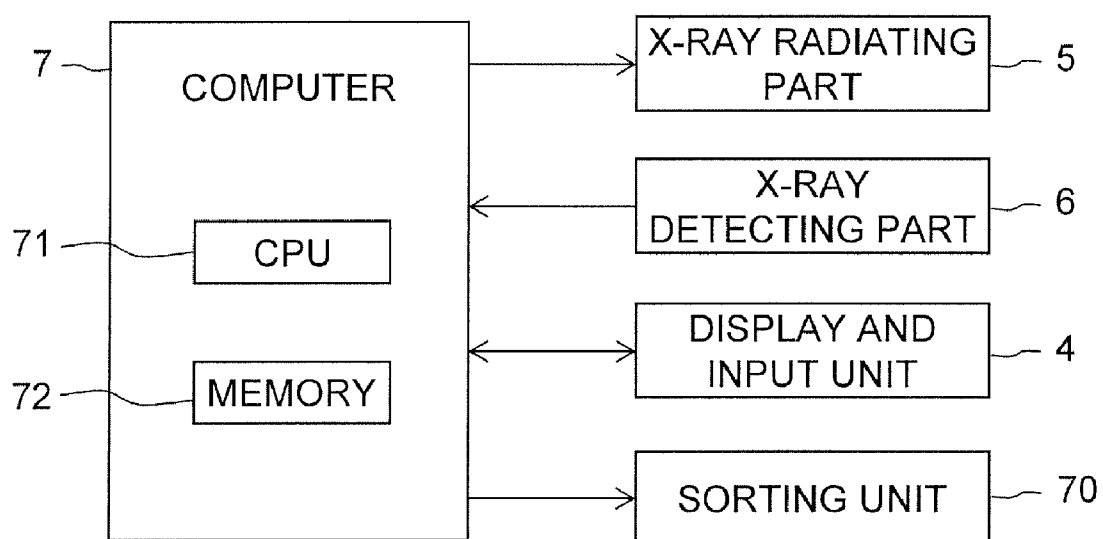 7
COMPUTER
71
CPU
72
MEMORY
X-RAY RADIATING
PART
5
X-RAY
DETECTING PART
6
DISPLAY AND
INPUT UNIT
4
SORTING UNIT
70